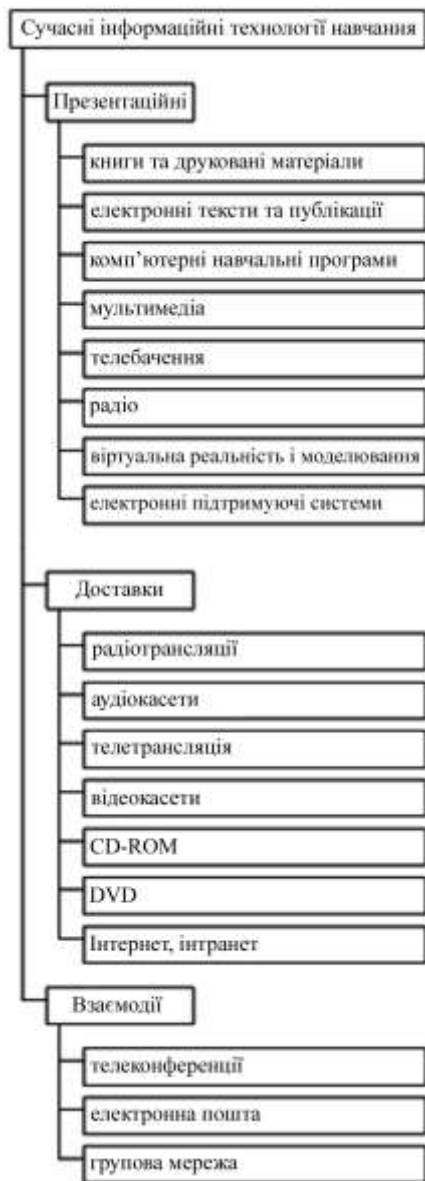 Сучасні інформаційні технології навчання
Презентаційні
книги та друковані матеріали
електронні тексти та публікації
комп’ютерні навчальні програми
мультимедіа
телебачення
радіо
віртуальна реальність і моделювання
електронні підтримуючі системи
Доставки
радіотрансляції
аудіокасети
телетрансляція
відеокасети
CD-ROM
DVD
Інтернет, інтранет
Взаємодії
телеконференції
електронна пошта
групова мережа